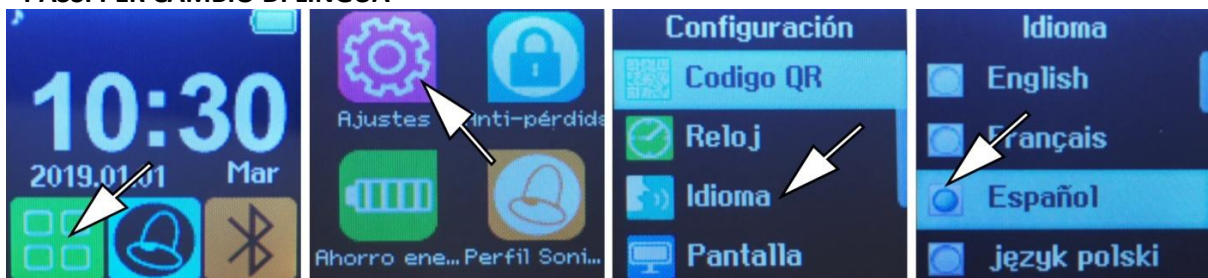 PASSI PER CAMBIO DI LINGUA
10:30
2019.01.01 Mar
Ajustes
nti-pérdida
Ahorro ene... Perfil Soni...
Configuración
Codigo QR
Reloj
Idioma
Pantalla
Idioma
English
Français
Español
język polski